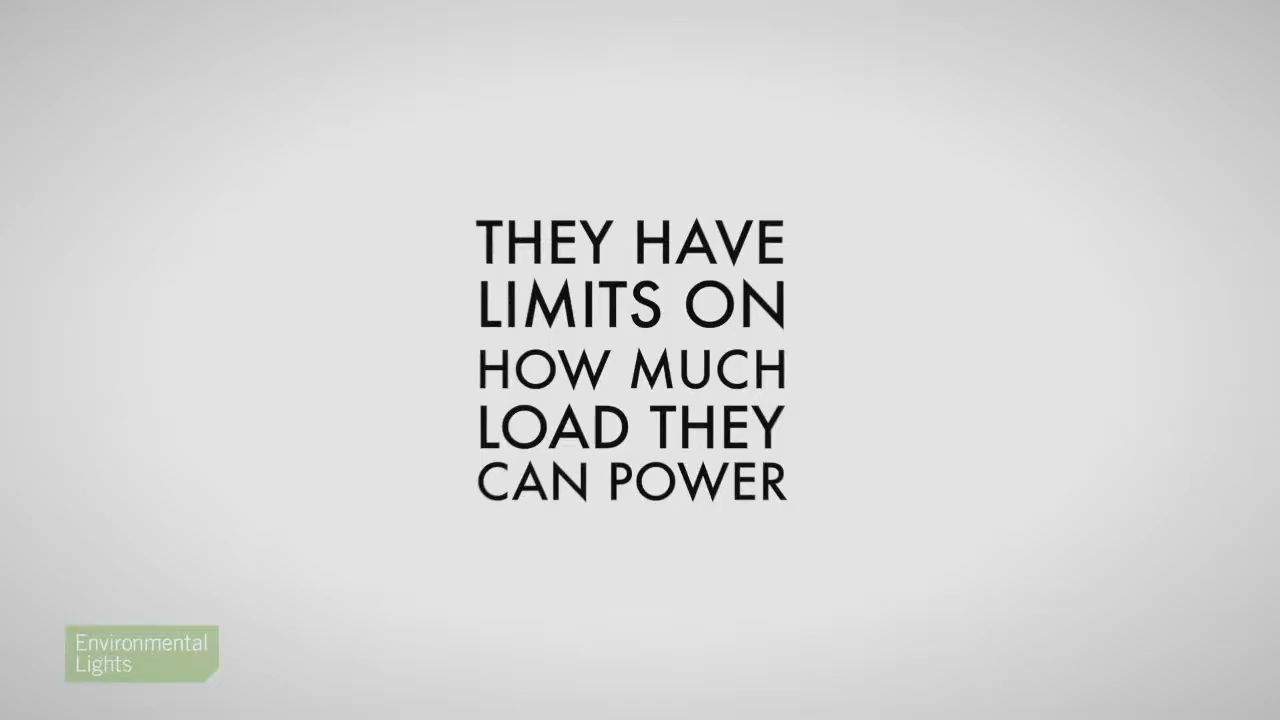 THEY HAVE
LIMITS ON
HOW MUCH
LOAD THEY
CAN POWER
Environmental
Lights